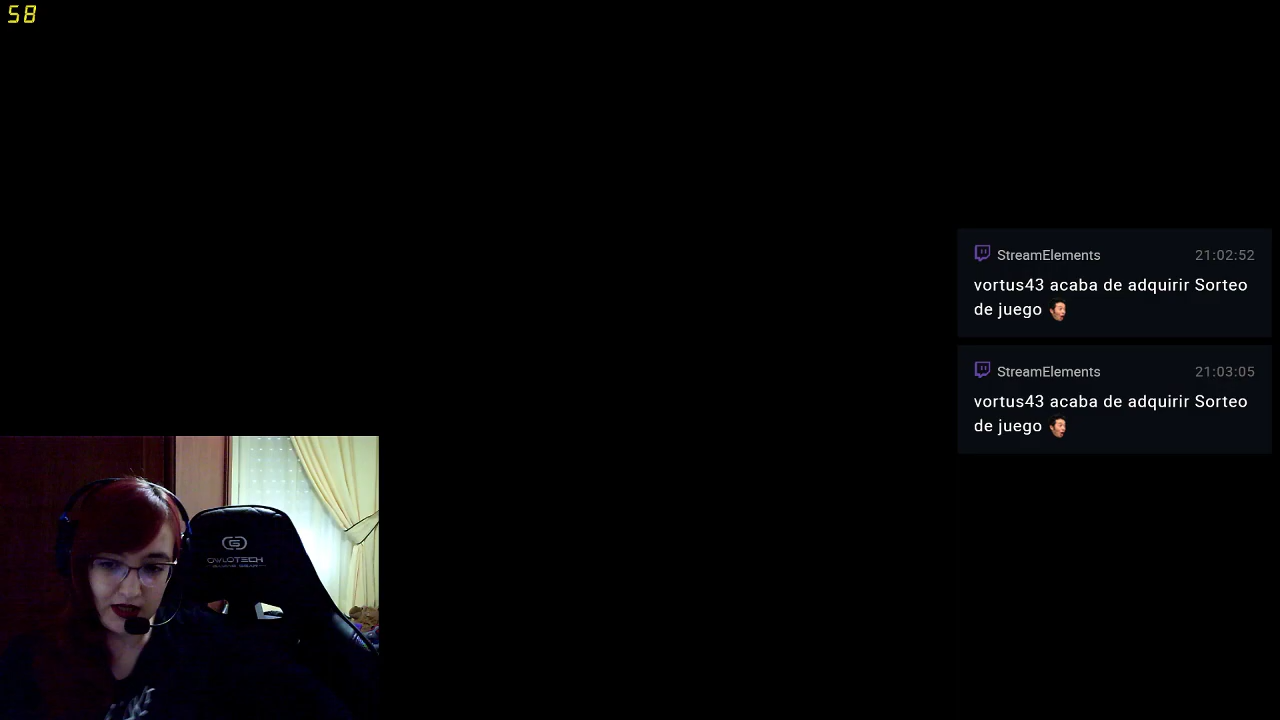 58
StreamElements 21:02:52
vortus43 acaba de adquirir Sorteo
de juego
StreamElements 21:03:05
vortus43 acaba de adquirir Sorteo
de juego
OWLOTECH